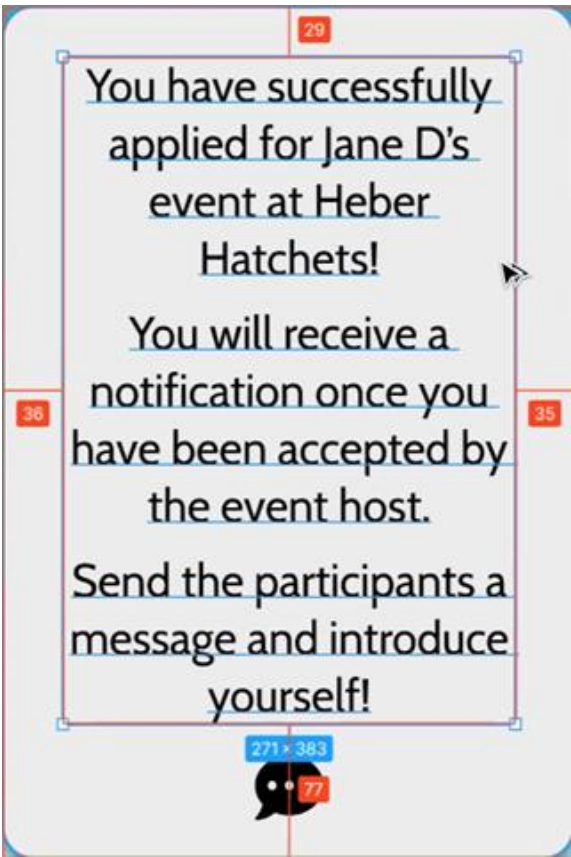 29
You have successfully
applied for Jane D's
event at Heber
Hatchets!
You will receive a
notification once you
36
35
have been accepted by
the event host.
Send the participants a
message and introduce
yourself!
271 × 383
77